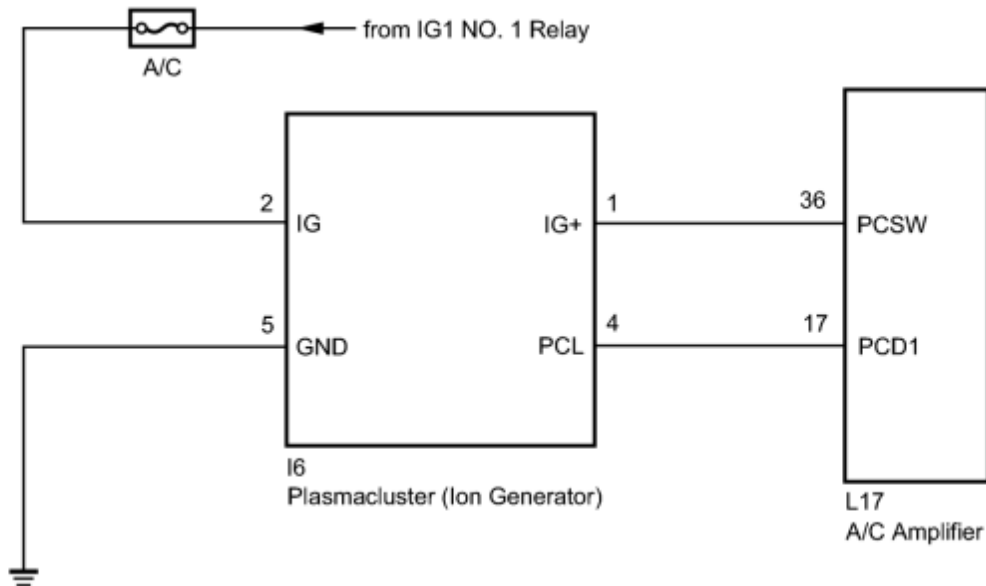 from IG1 NO. 1 Relay
A/C
2
IG
IG+
1
36
PCSW
5
GND
PCL
4
17
PCD1
I6
Plasmacluster (Ion Generator)
L17
A/C Amplifier